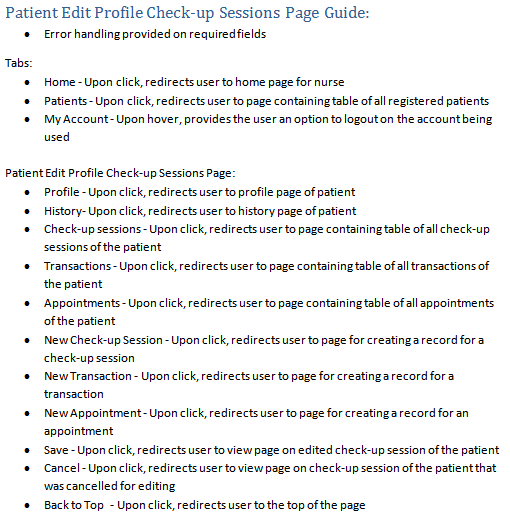 Patient Edit Profile Check-up Sessions Page Guide:
• Error handling provided on required fields
Tabs:
• Home - Upon click, redirects user to home page for nurse
• Patients - Upon click, redirects user to page containing table of all registered patients
• My Account - Upon hover, provides the user an option to logout on the account being
used
Patient Edit Profile Check-up Sessions Page:
• Profile - Upon click, redirects user to profile page of patient
• History- Upon click, redirects user to history page of patient
• Check-up sessions - Upon click, redirects user to page containing table of all check-up
sessions of the patient
• Transactions - Upon click, redirects user to page containing table of all transactions of
the patient
• Appointments - Upon click, redirects user to page containing table of all appointments
of the patient
• New Check-up Session - Upon click, redirects user to page for creating a record for a
check-up session
• New Transaction - Upon click, redirects user to page for creating a record for a
transaction
• New Appointment - Upon click, redirects user to page for creating a record for an
appointment
• Save - Upon click, redirects user to view page on edited check-up session of the patient
• Cancel - Upon click, redirects user to view page on check-up session of the patient that
was cancelled for editing
• Back to Top - Upon click, redirects user to the top of the page